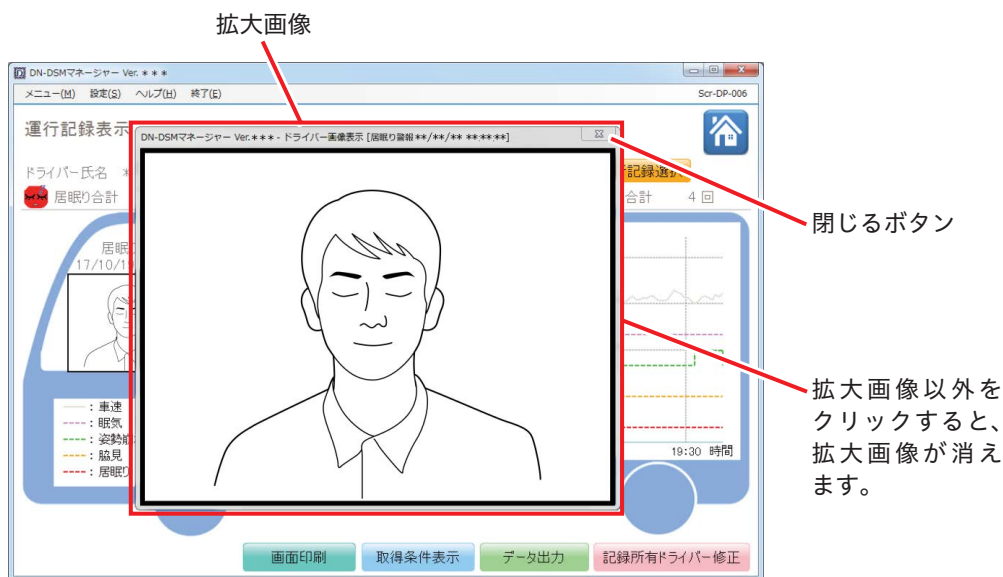 拡大画像
DN-DSMマネージャー Ver. * * *
メニュー(M) 設定(S) ヘルプ(H) 終了(E)
Scr-DP-006
運行記録表示
DN-DSMマネージャー Ver.*** - ドライバー画像表示 [居眠り警報**/**/** **:**:**]
ドライバー氏名 *
記録選択
居眠り合計
合計 4 回
閉じるボタン
居眠
17/10/1
:車速
:眠気
:姿勢崩
:脇見
:居眠り
19:30 時間
拡大画像以外を
クリックすると、
拡大画像が消え
ます。
画面印刷
取得条件表示
データ出力
記録所有ドライバー修正